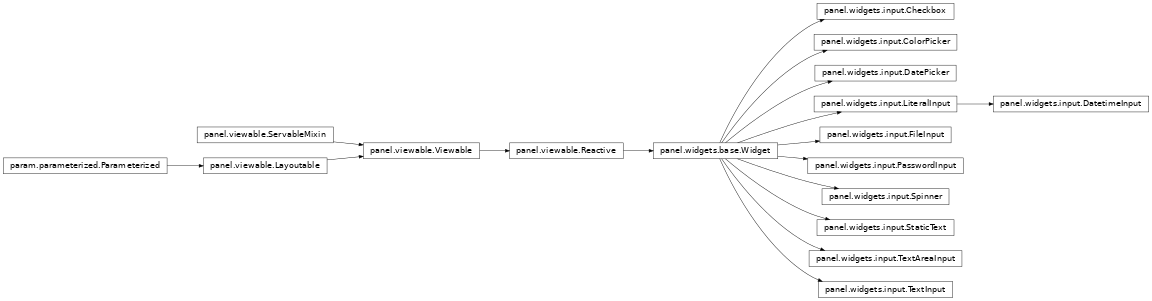 panel.widgets.input.Checkbox
panel.widgets.input.ColorPicker
panel.widgets.input.DatePicker
panel.widgets.input.LiteralInput
panel.widgets.input.DatetimeInput
panel.viewable.ServableMixin
panel.widgets.input.FileInput
panel.viewable.Viewable
panel.viewable.Reactive
panel.widgets.base.Widget
param.parameterized.Parameterized
panel.viewable.Layoutable
panel.widgets.input.PasswordInput
panel.widgets.input.Spinner
panel.widgets.input.StaticText
panel.widgets.input.TextAreaInput
panel.widgets.input.TextInput